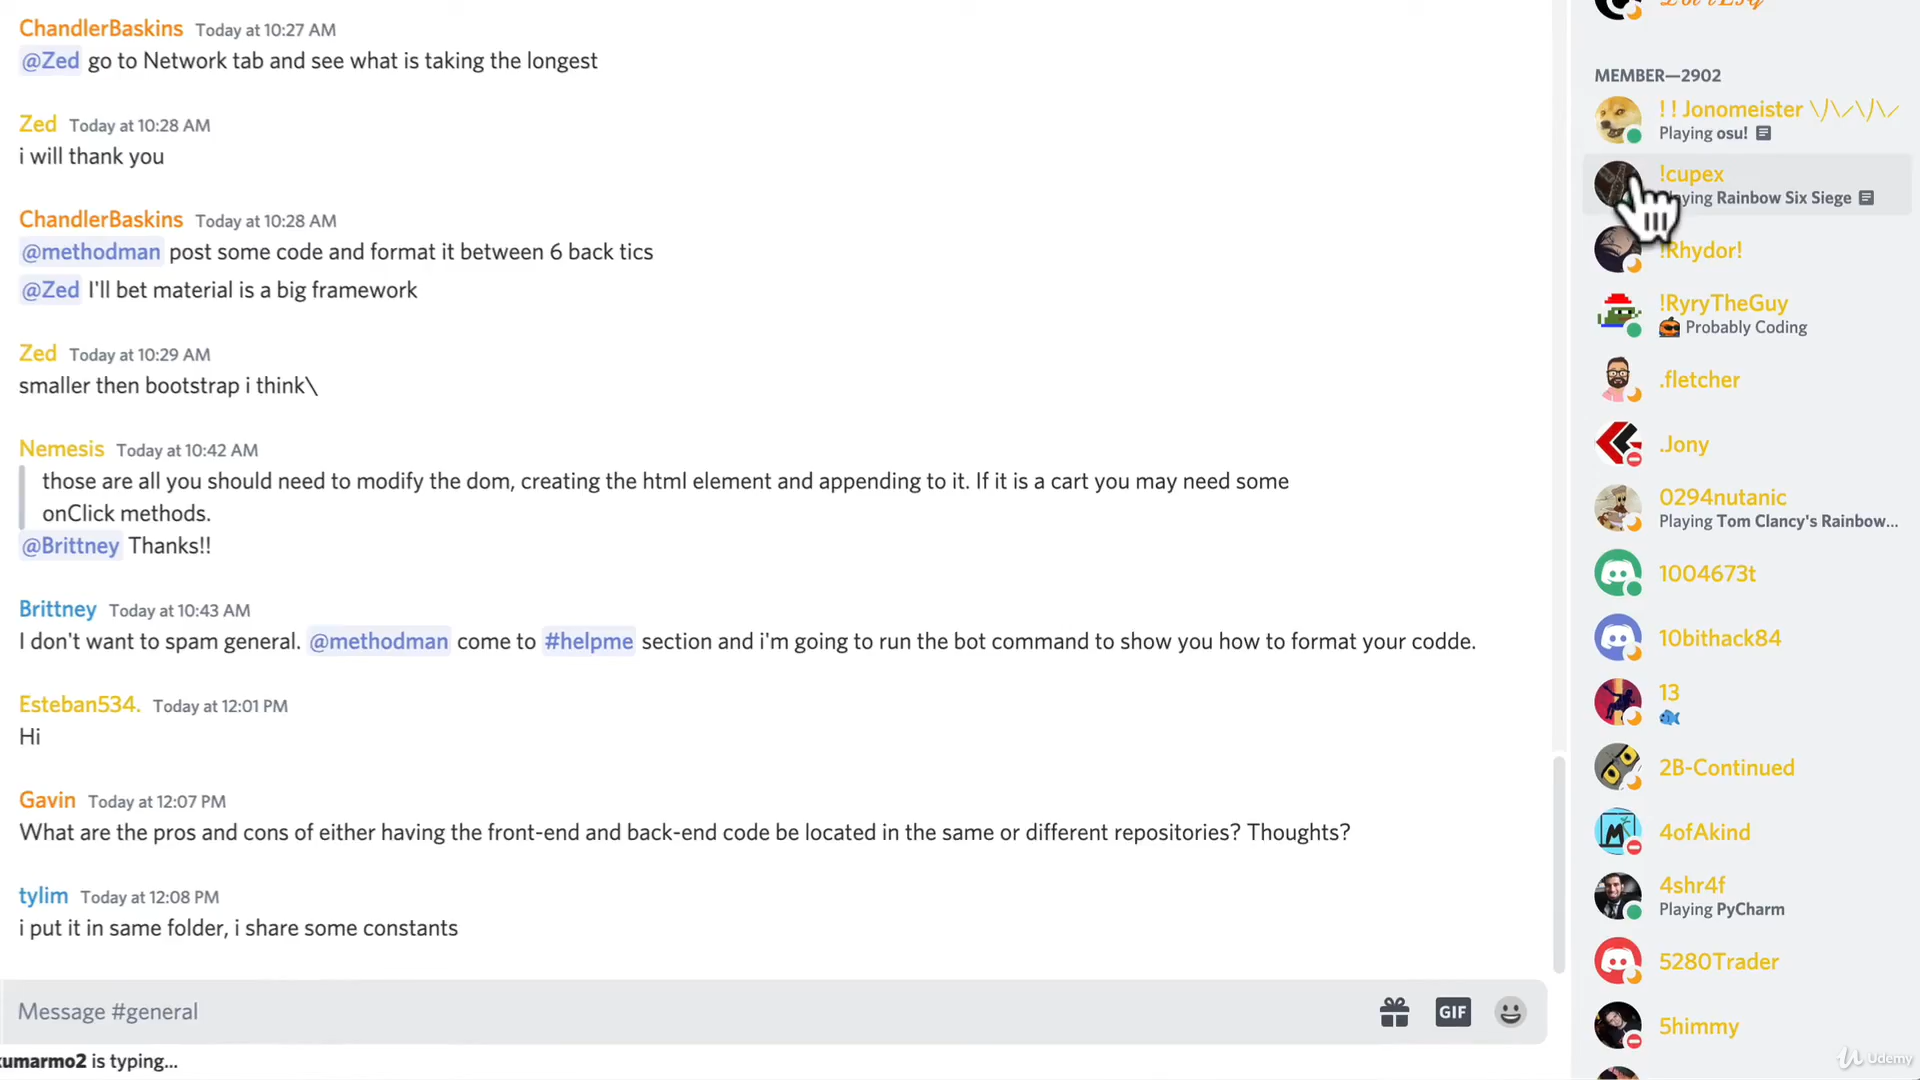 ChandlerBaskins Today at 10:27 AM
@Zed go to Network tab and see what is taking the longest
Zed Today at 10:28 AM
i will thank you
ChandlerBaskins Today at 10:28 AM
@methodman post some code and format it between 6 back tics
@Zed I'll bet material is a big framework
Zed Today at 10:29 AM
smaller then bootstrap i think\
Nemesis Today at 10:42 AM
those are all you should need to modify the dom, creating the html element and appending to it. If it is a cart you may need some
onClick methods.
@Brittney Thanks!!
Brittney Today at 10:43 AM
I don't want to spam general. @methodman come to #helpme section and i'm going to run the bot command to show you how to format your codde.
Esteban534. Today at 12:01 PM
Hi
Gavin Today at 12:07 PM
What are the pros and cons of either having the front-end and back-end code be located in the same or different repositories? Thoughts?
tylim Today at 12:08 PM
i put it in same folder, i share some constants
Message #general
GIF
kumarmo2 is typing...
MEMBER—2902
! ! Jonomeister \/\/\/\/
Playing osu!
!cupex
Playing Rainbow Six Siege
!Rhydor!
!RyryTheGuy
Probably Coding
.fletcher
.Jony
0294nutanic
Playing Tom Clancy's Rainbow...
1004673t
10bithack84
13
2B-Continued
4ofAkind
4shr4f
Playing PyCharm
5280Trader
5himmy
Udemy